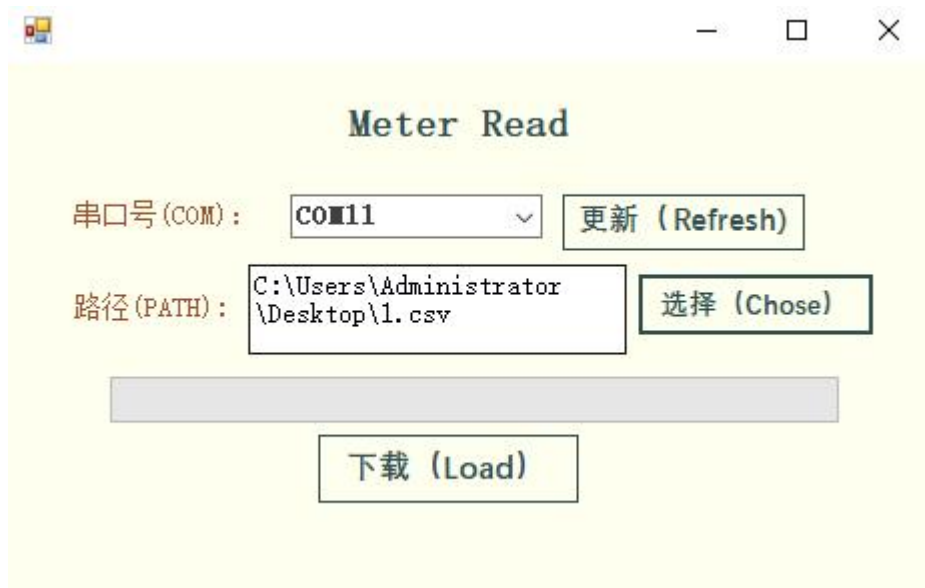 Meter Read
串口号(COM)： COM11 更新（Refresh)
路径(PATH)： C:\Users\Administrator
\Desktop\1.csv
选择（Chose）
下载（Load）